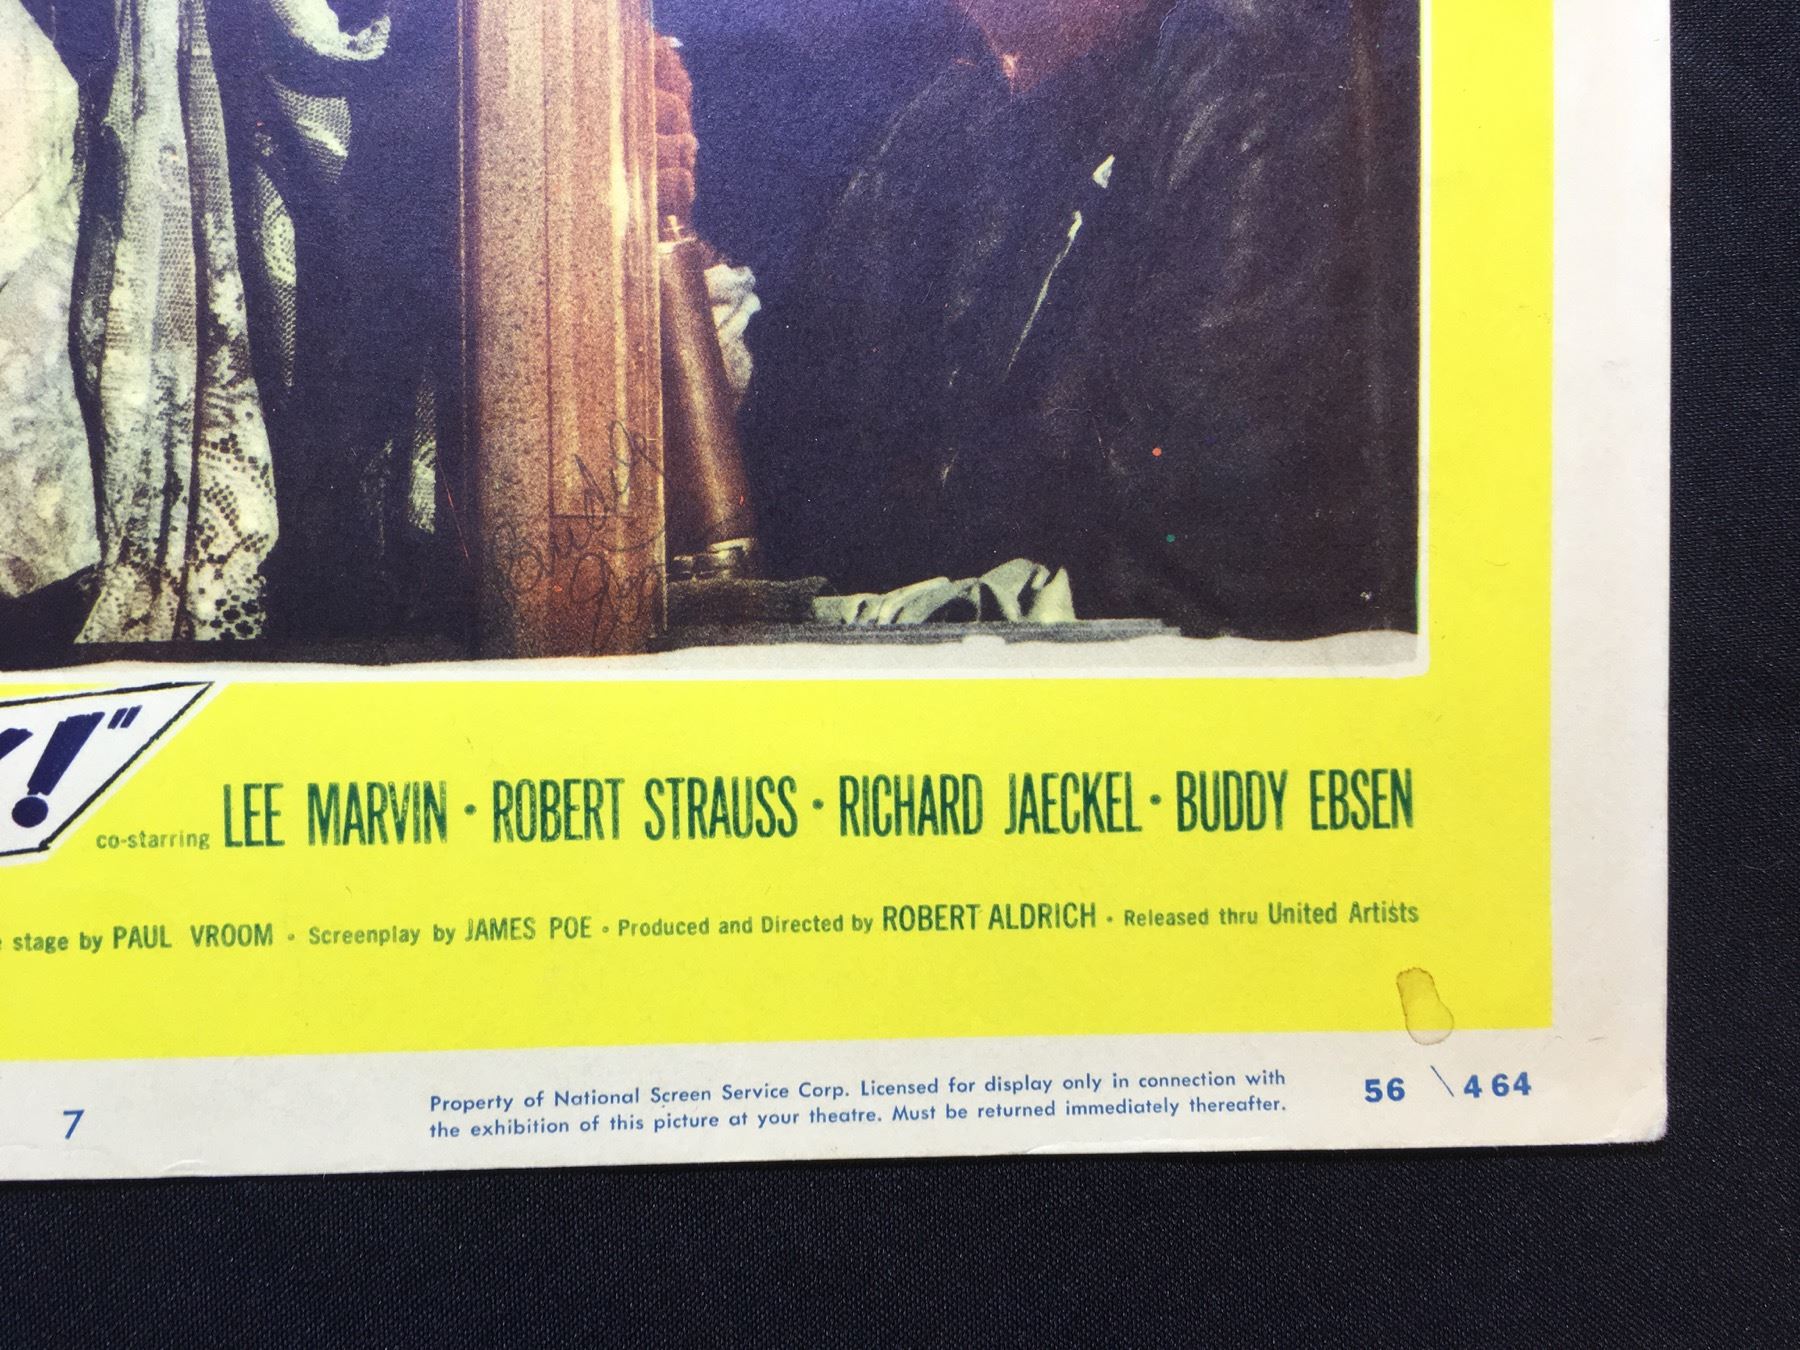 Buddy
!"
co-starring LEE MARVIN • ROBERT STRAUSS • RICHARD JAECKEL • BUDDY EBSEN
stage by PAUL VROOM • Screenplay by JAMES POE • Produced and Directed by ROBERT ALDRICH • Released thru United Artists
7
Property of National Screen Service Corp. Licensed for display only in connection with
the exhibition of this picture at your theatre. Must be returned immediately thereafter.
56 \ 464